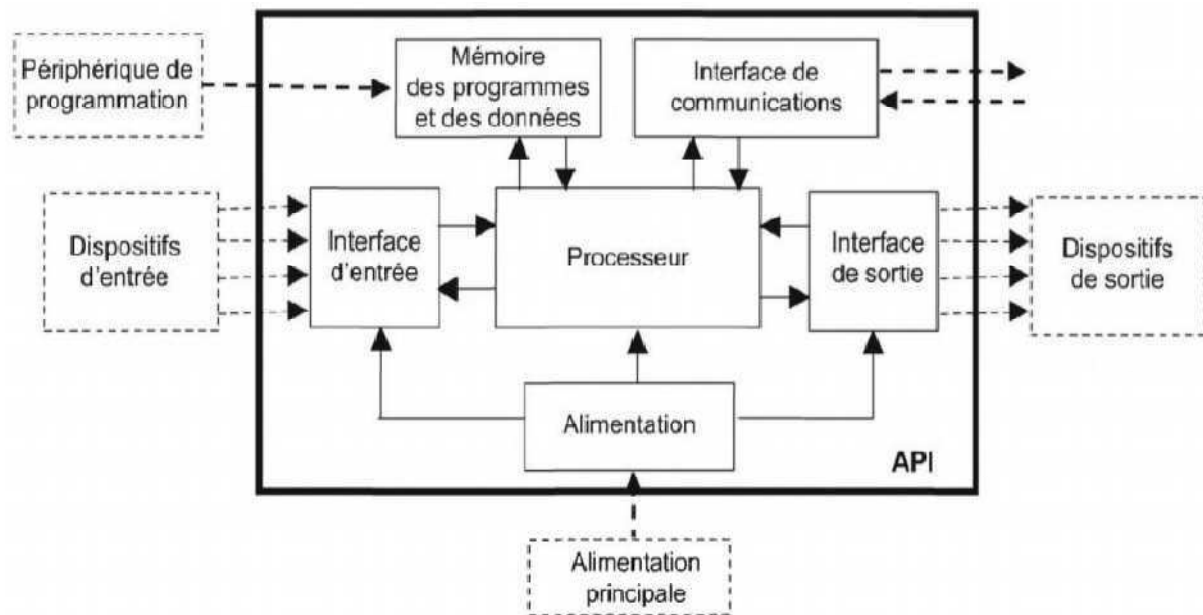 Périphérique de
programmation
Mémoire
des programmes
et des données
Interface de
communications
Dispositifs
d'entrée
Interface
d'entrée
Processeur
Interface
de sortie
Dispositifs
de sortie
Alimentation
API
Alimentation
principale